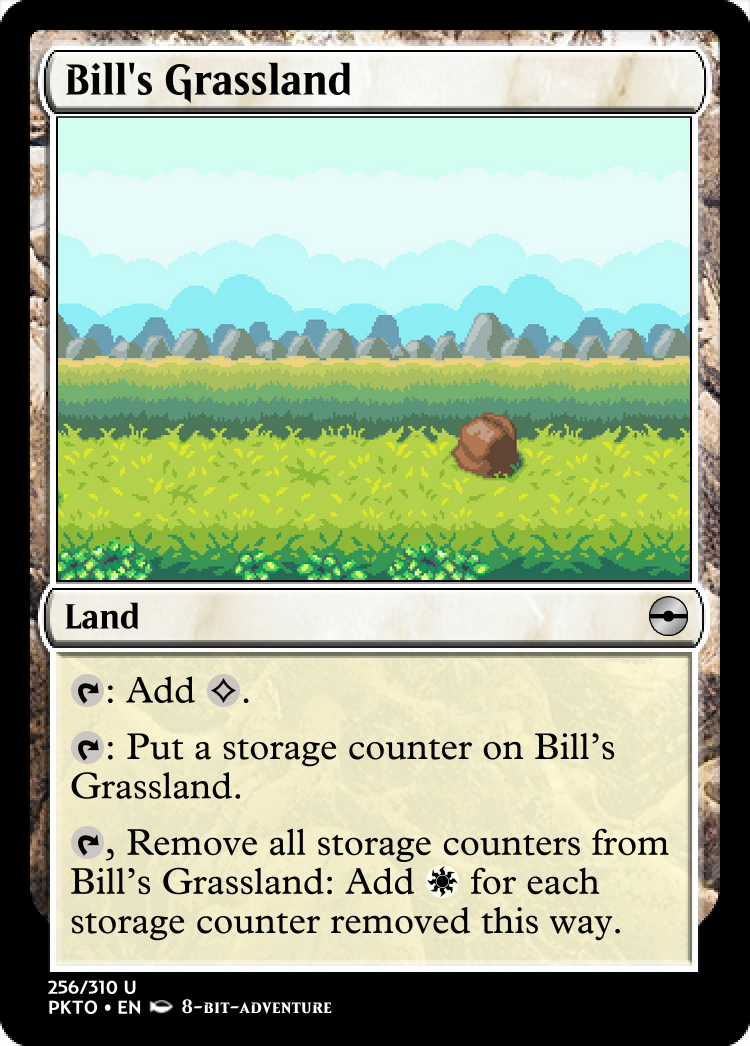 Bill's Grassland
Land
: Add .
: Put a storage counter on Bill's
Grassland.
, Remove all storage counters from
Bill's Grassland: Add for each
storage counter removed this way.
256/310 U
PKTO • EN 8-BIT-ADVENTURE